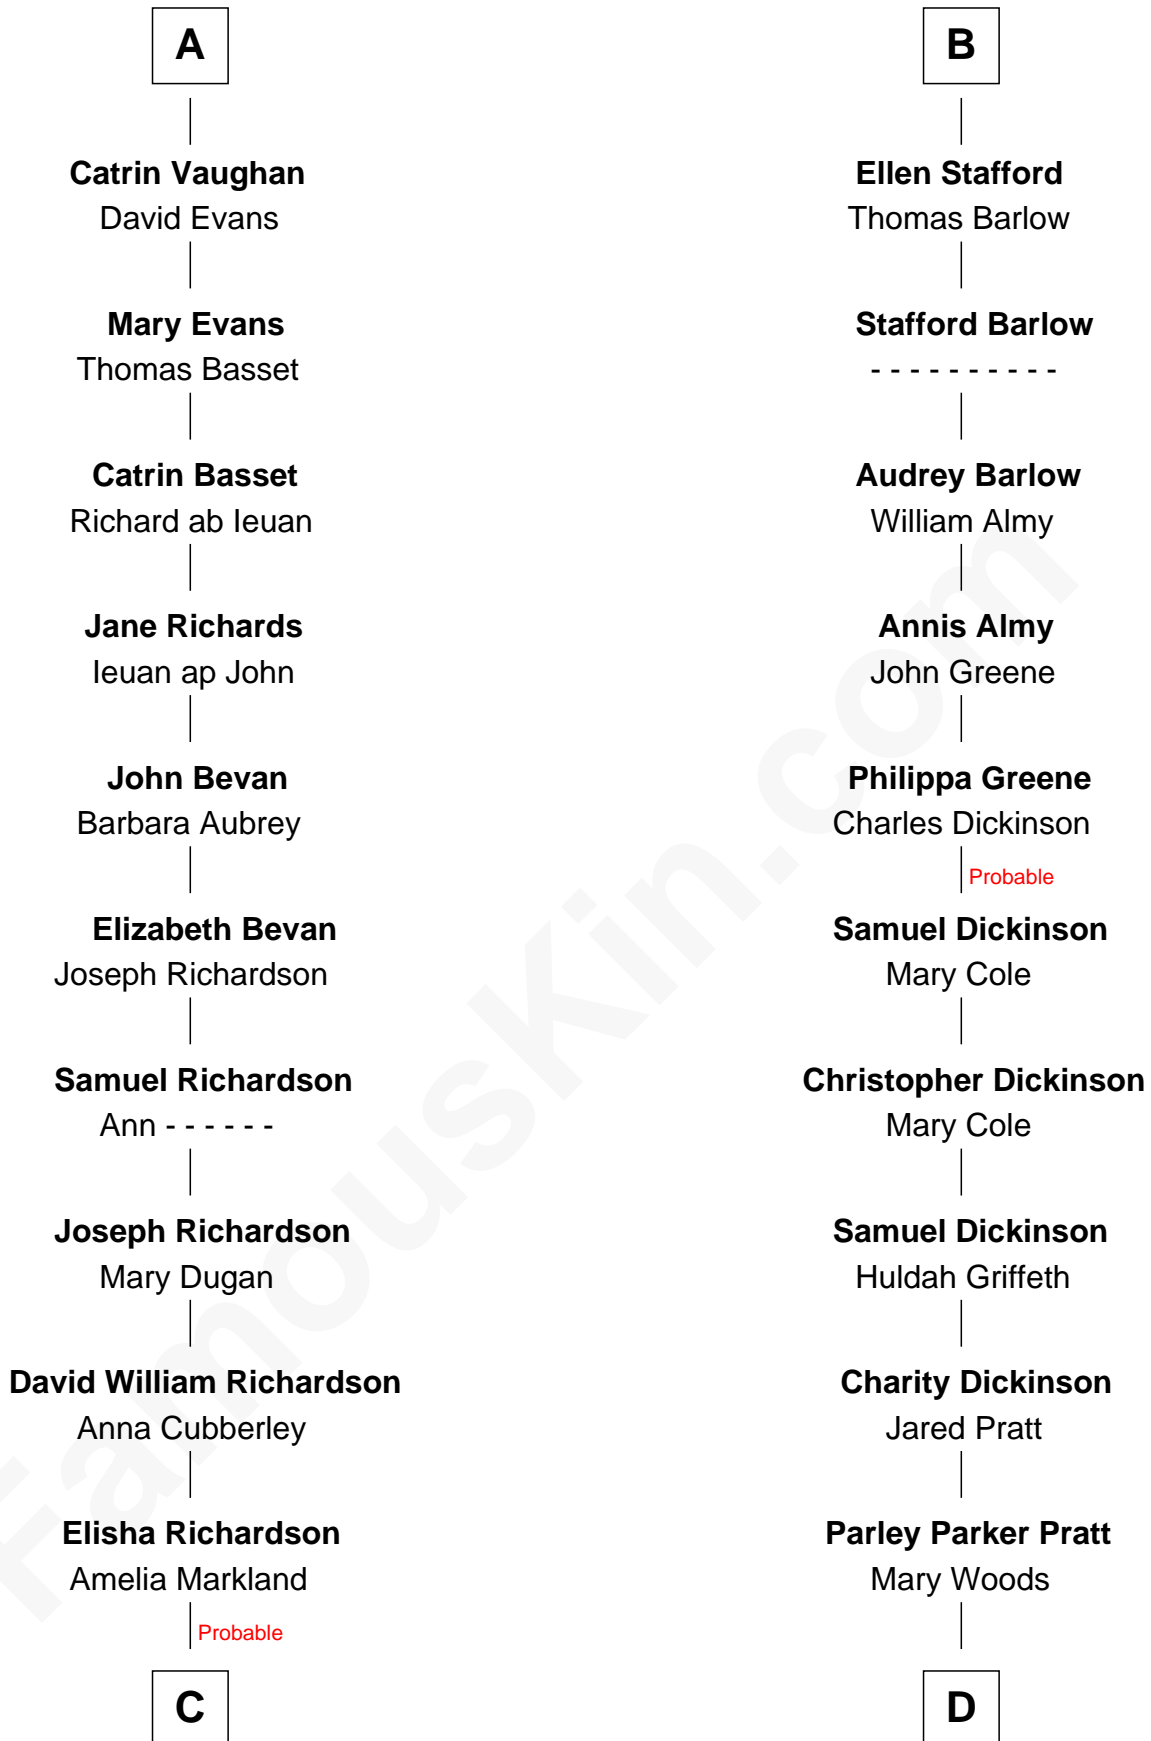 A
Catrin Vaughan
David Evans
Mary Evans
Thomas Basset
Catrin Basset
Richard ab Ieuan
Jane Richards
Ieuan ap John
John Bevan
Barbara Aubrey
Elizabeth Bevan
Joseph Richardson
Samuel Richardson
Ann - - - - - -
Joseph Richardson
Mary Dugan
David William Richardson
Anna Cubberley
Elisha Richardson
Amelia Markland
Probable
C
B
Ellen Stafford
Thomas Barlow
Stafford Barlow
- - - - - - - - - -
Audrey Barlow
William Almy
Annis Almy
John Greene
Philippa Greene
Charles Dickinson
Probable
Samuel Dickinson
Mary Cole
Christopher Dickinson
Mary Cole
Samuel Dickinson
Huldah Griffeth
Charity Dickinson
Jared Pratt
Parley Parker Pratt
Mary Woods
D
FamousKin.com